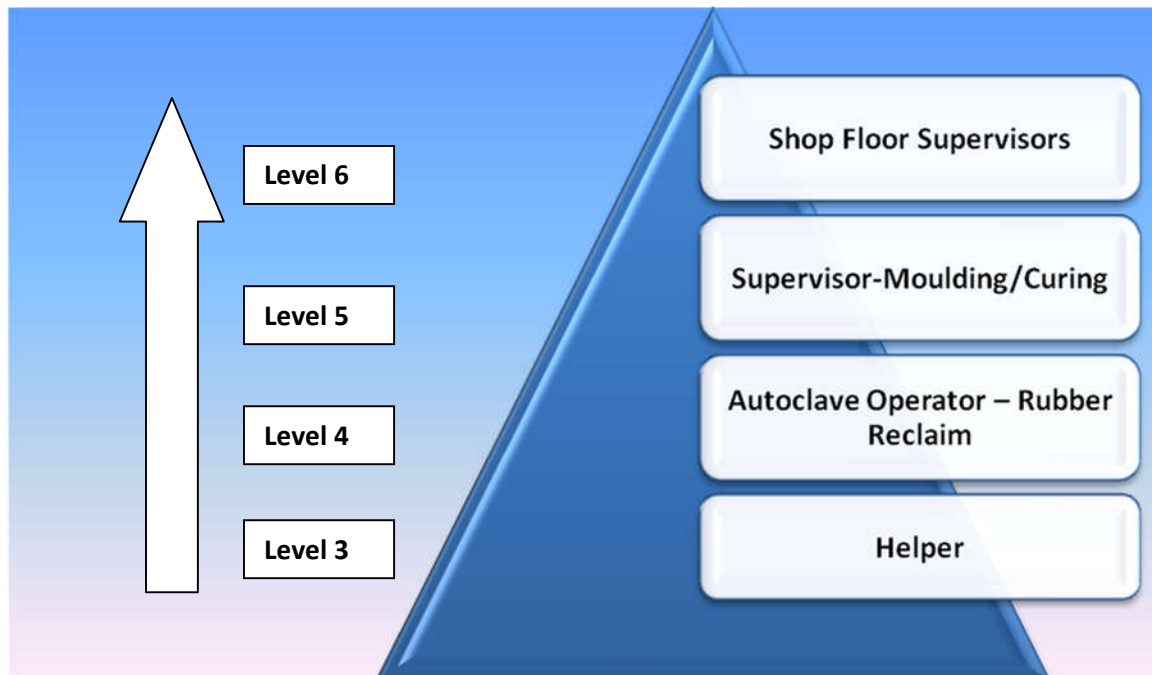 Level 6
Shop Floor Supervisors
Level 5
Supervisor-Moulding/Curing
Level 4
Autoclave Operator – Rubber
Reclaim
Level 3
Helper